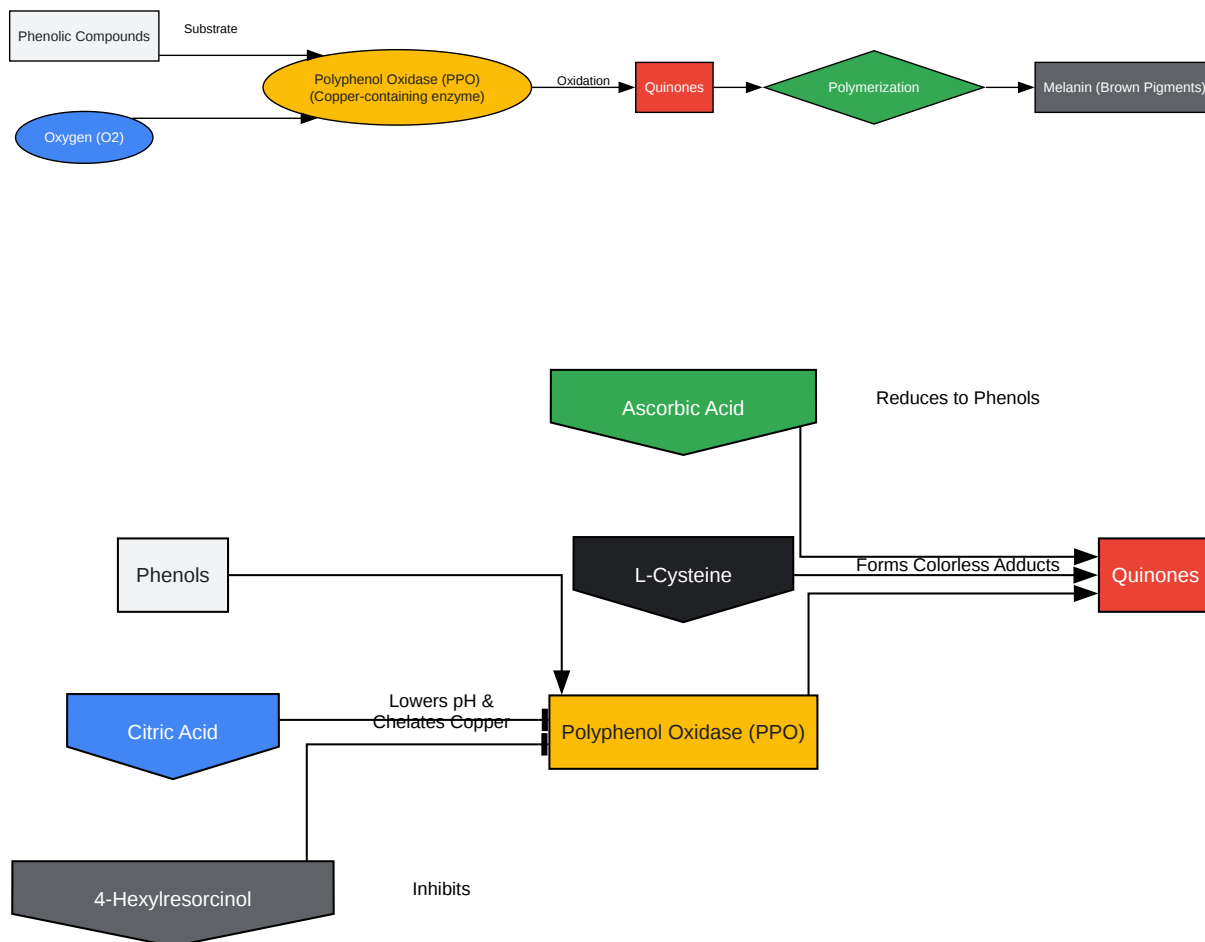 Phenolic Compounds
Substrate
Oxygen (O2)
Polyphenol Oxidase (PPO)
(Copper-containing enzyme)
Oxidation
Quinones
Polymerization
Melanin (Brown Pigments)
Ascorbic Acid
Reduces to Phenols
Phenols
L-Cysteine
Forms Colorless Adducts
Quinones
Citric Acid
Lowers pH &
Chelates Copper
Polyphenol Oxidase (PPO)
4-Hexylresorcinol
Inhibits